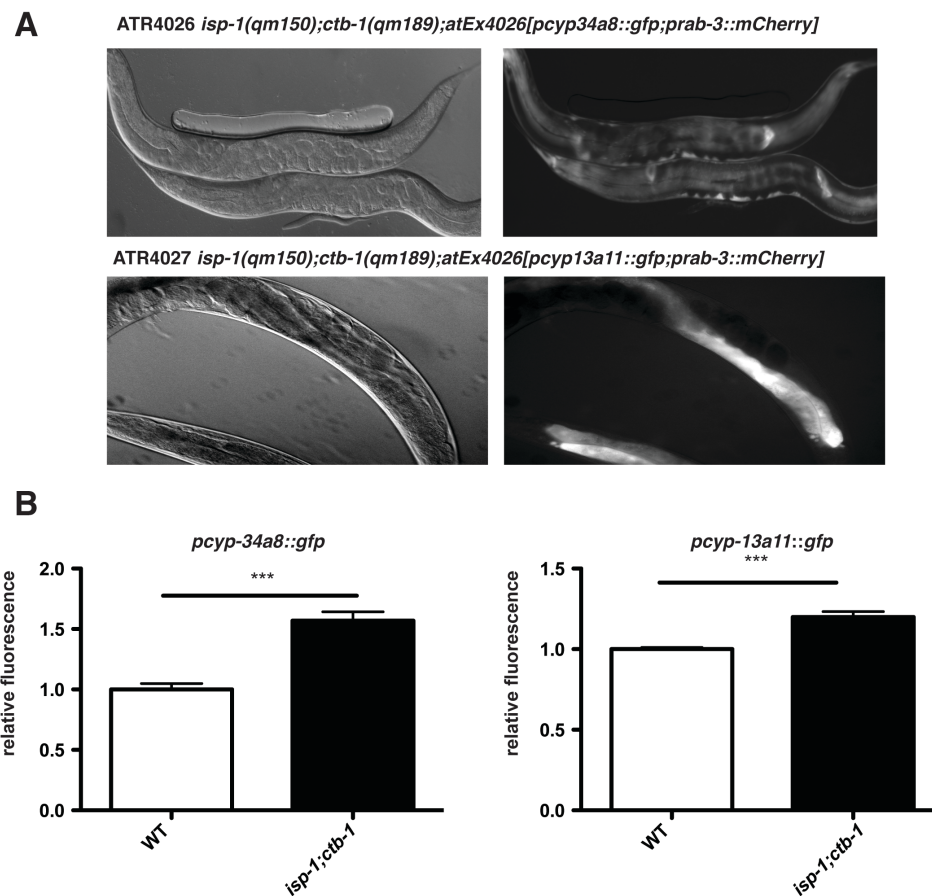 A
ATR4026 isp-1(qm150);ctb-1(qm189);atEx4026[pcyp34a8::gfp;prab-3::mCherry]
ATR4027 isp-1(qm150);ctb-1(qm189);atEx4026[pcyp13a11::gfp;prab-3::mCherry]
B
pcyp-34a8::gfp
***
relative fluorescence
2.0
1.5
1.0
0.5
0.0
WT
isp-1;ctb-1
pcyp-13a11::gfp
***
relative fluorescence
1.5
1.0
0.5
0.0
WT
isp-1;ctb-1